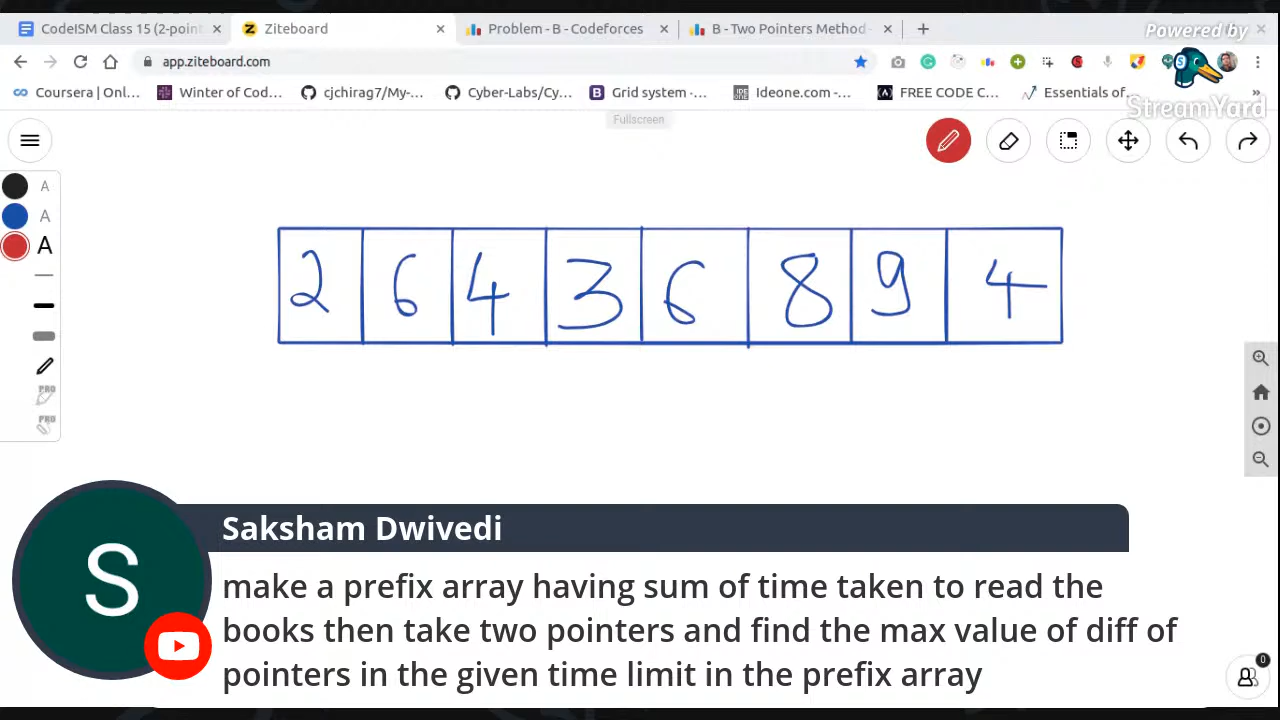 CodeISM Class 15 (2-point
Ziteboard
Problem - B - Codeforces
B - Two Pointers Method -
Powered by
app.ziteboard.com
Coursera | Onl...
Winter of Cod...
cjchirag7/My-...
Cyber-Labs/Cy...
Grid system -...
Ideone.com -...
FREE CODE C...
Essentials of...
»
StreamYard
Fullscreen
A
A
A
PRO
PRO
2 6 4 3 6 8 9 4
S
Saksham Dwivedi
make a prefix array having sum of time taken to read the
books then take two pointers and find the max value of diff of
pointers in the given time limit in the prefix array
0